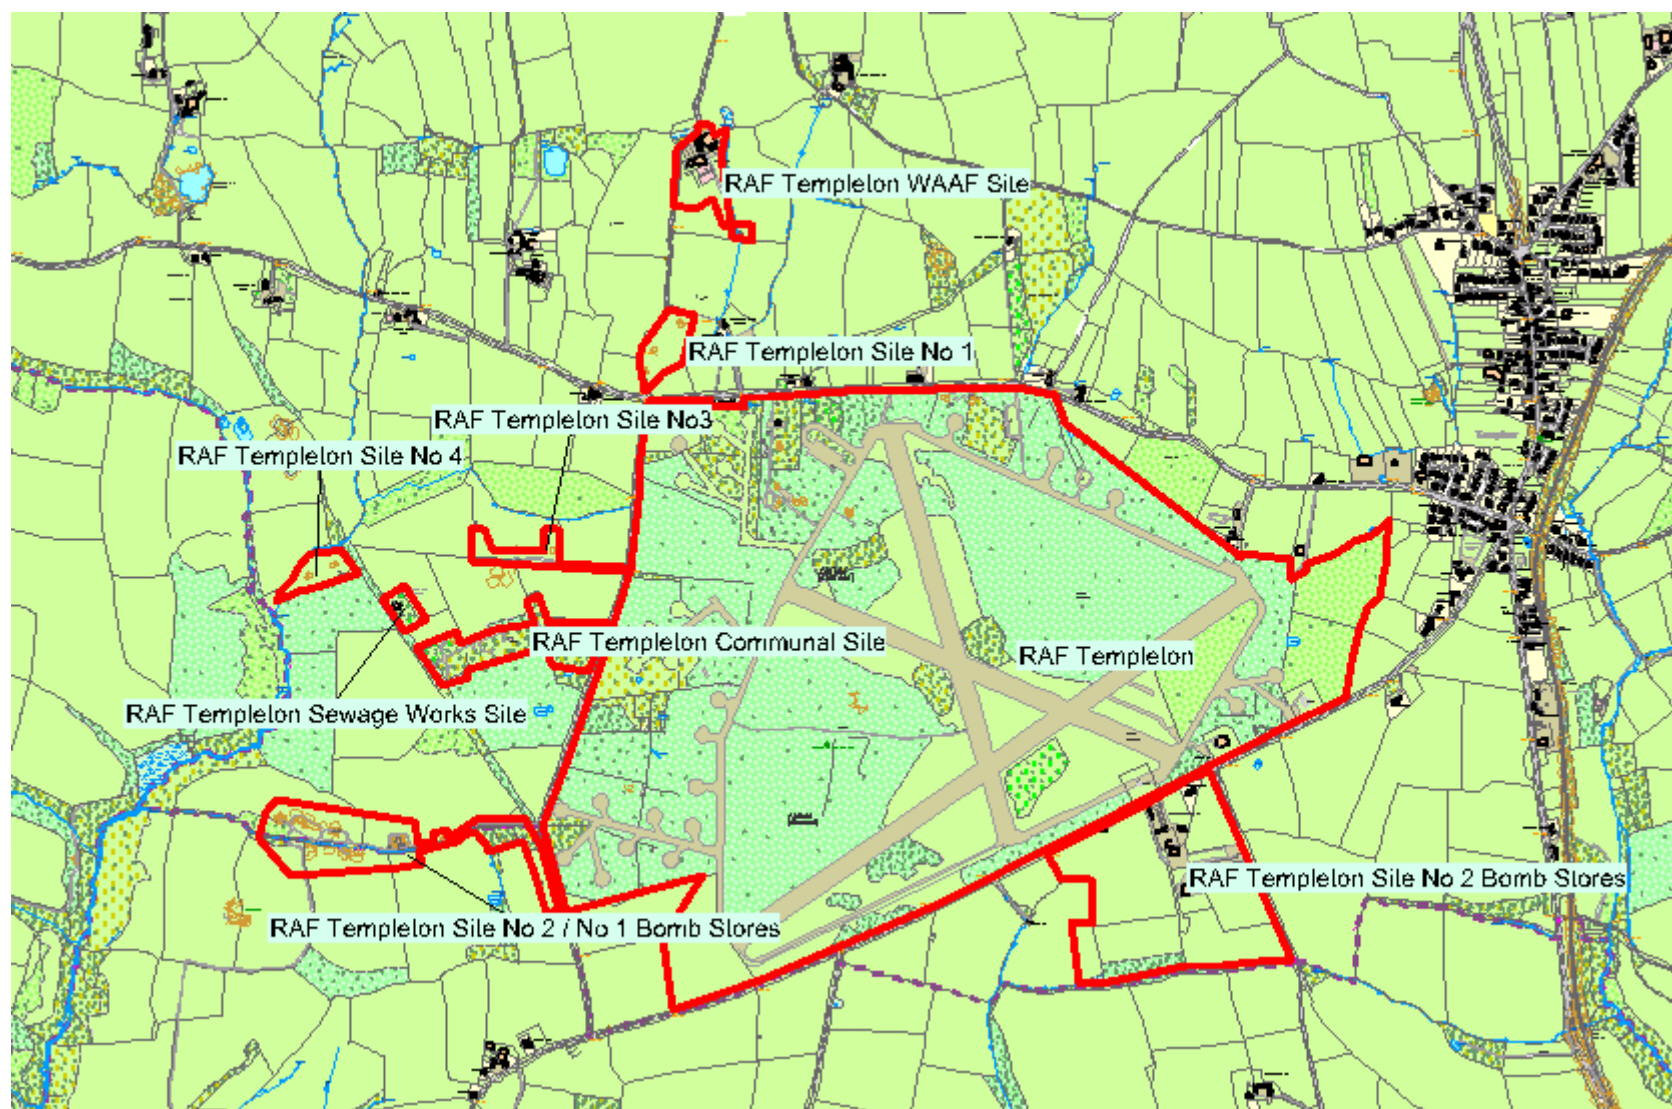 RAF Templeton WAAF Site
RAF Templeton Site No 1
RAF Templeton Site No3
RAF Templeton Site No 4
RAF Templeton Communal Site
RAF Templeton
RAF Templeton Sewage Works Site
RAF Templeton Site No 2 Bomb Stores
RAF Templeton Site No 2 / No 1 Bomb Stores